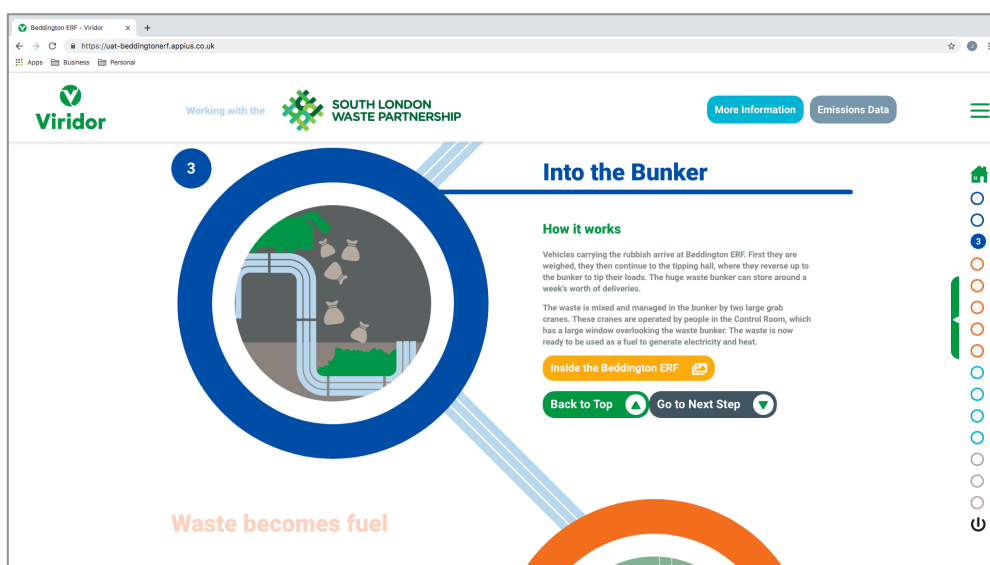 Beddington ERF - Viridor
https://uat-beddingtonerf.appius.co.uk
J
Apps Business Personal
Viridor
Working with the
SOUTH LONDON
WASTE PARTNERSHIP
More Information
Emissions Data
3
Into the Bunker
How it works
Vehicles carrying the rubbish arrive at Beddington ERF. First they are
weighed, they then continue to the tipping hall, where they reverse up to
the bunker to tip their loads. The huge waste bunker can store around a
week's worth of deliveries.
The waste is mixed and managed in the bunker by two large grab
cranes. These cranes are operated by people in the Control Room, which
has a large window overlooking the waste bunker. The waste is now
ready to be used as a fuel to generate electricity and heat.
Inside the Beddington ERF
Back to Top
Go to Next Step
3
Waste becomes fuel